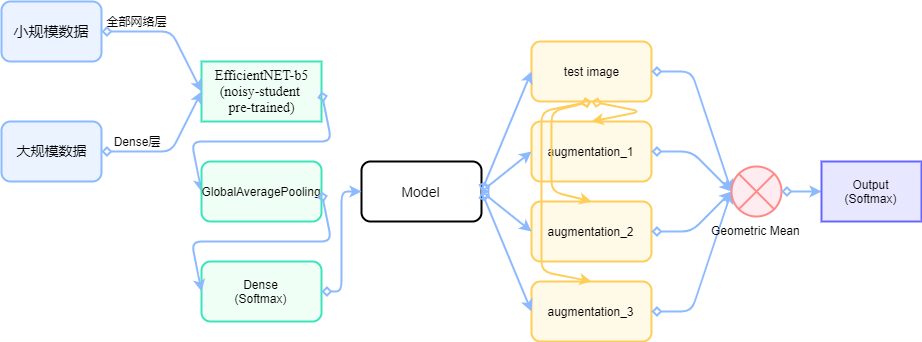 小规模数据
全部网络层
大规模数据
Dense层
EfficientNET-b5
(noisy-student
pre-trained)
GlobalAveragePooling
Dense
(Softmax)
Model
test image
augmentation_1
augmentation_2
augmentation_3
Geometric Mean
Output
(Softmax)